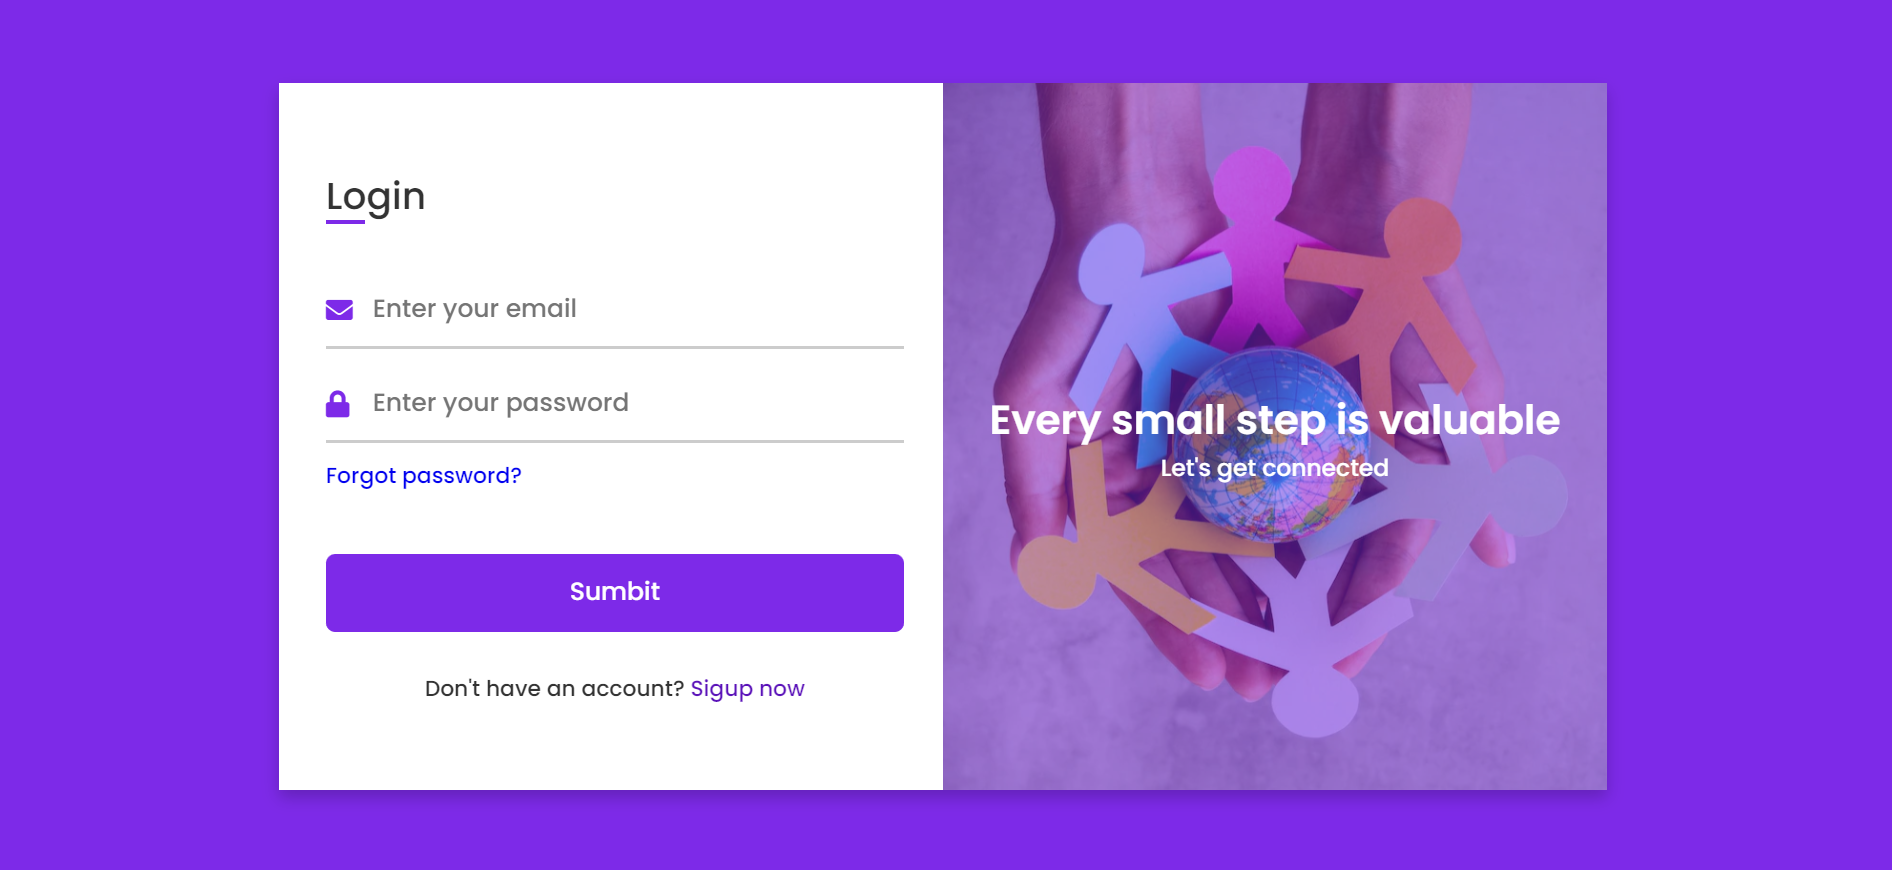 Login
Enter your email
Enter your password
Forgot password?
Sumbit
Don't have an account? Sigup now
Every small step is valuable
Let's get connected